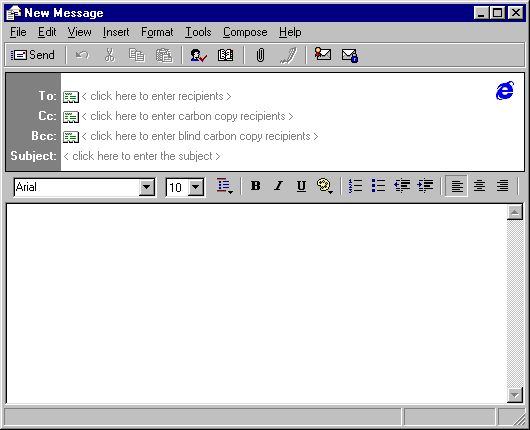 New Message
File Edit View Insert Format Tools Compose Help
Send
To: < click here to enter recipients >
Cc: < click here to enter carbon copy recipients >
Bcc: < click here to enter blind carbon copy recipients >
Subject: < click here to enter the subject >
Arial 10 B I U